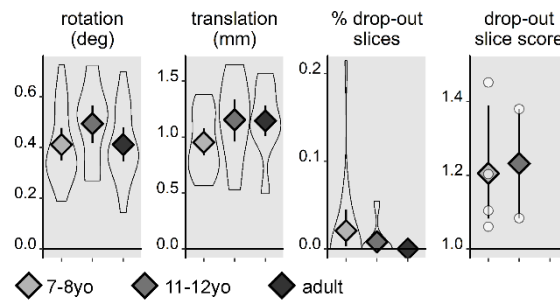 rotation
(deg)
translation
(mm)
% drop-out
slices
drop-out
slice score
0.6
0.4
0.2
0.0
1.5
1.0
0.5
0.0
0.2
0.1
0.0
1.4
1.2
1.0
7-8yo
11-12yo
adult